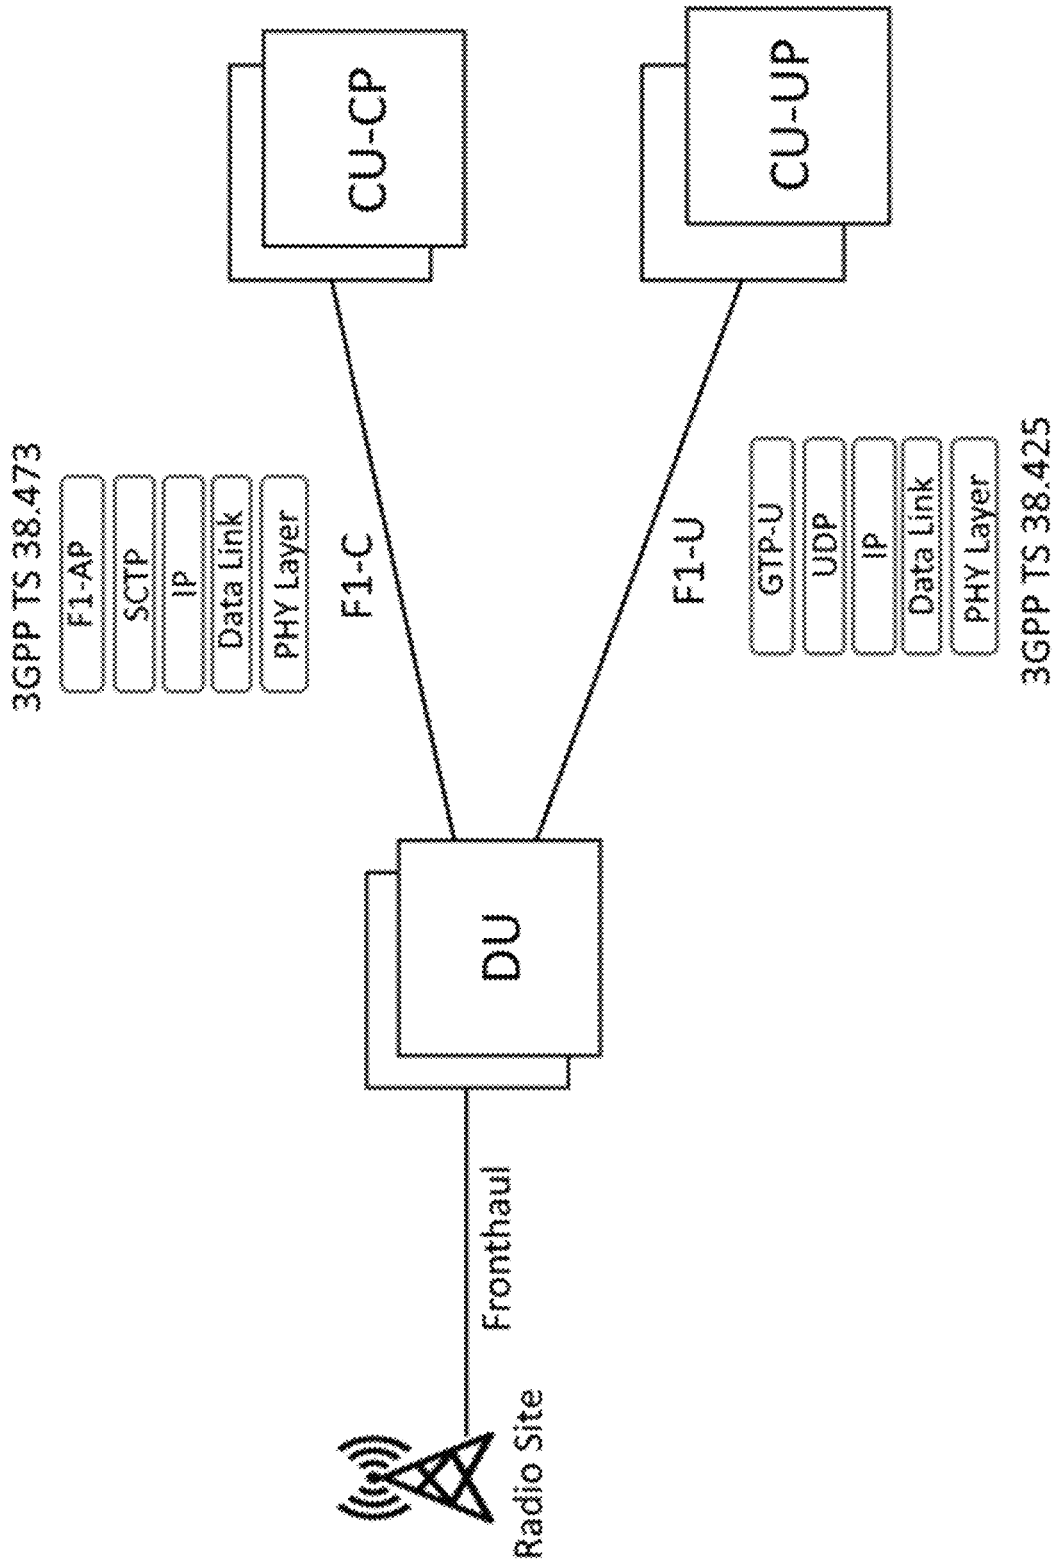 3GPP TS 38.473
F1-AP
SCTP
IP
Data Link
PHY Layer
F1-C
CU-CP
Radio Site
Fronthaul
DU
F1-U
CU-UP
GTP-U
UDP
IP
Data Link
PHY Layer
3GPP TS 38.425